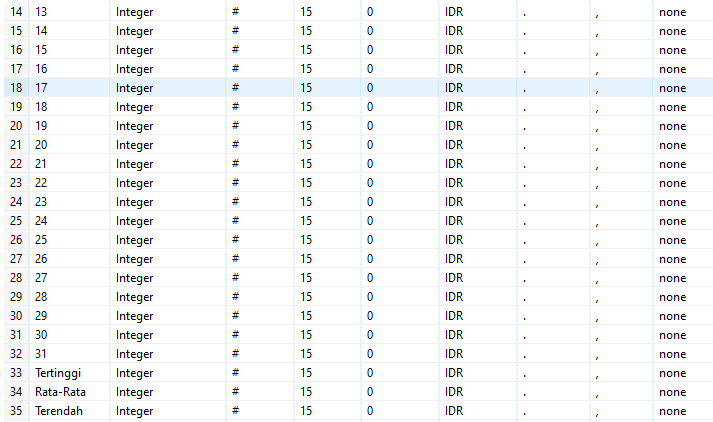 14 13 Integer # 15 0 IDR . , none
15 14 Integer # 15 0 IDR . , none
16 15 Integer # 15 0 IDR . , none
17 16 Integer # 15 0 IDR . , none
18 17 Integer # 15 0 IDR . , none
19 18 Integer # 15 0 IDR . , none
20 19 Integer # 15 0 IDR . , none
21 20 Integer # 15 0 IDR . , none
22 21 Integer # 15 0 IDR . , none
23 22 Integer # 15 0 IDR . , none
24 23 Integer # 15 0 IDR . , none
25 24 Integer # 15 0 IDR . , none
26 25 Integer # 15 0 IDR . , none
27 26 Integer # 15 0 IDR . , none
28 27 Integer # 15 0 IDR . , none
29 28 Integer # 15 0 IDR . , none
30 29 Integer # 15 0 IDR . , none
31 30 Integer # 15 0 IDR . , none
32 31 Integer # 15 0 IDR . , none
33 Tertinggi Integer # 15 0 IDR . , none
34 Rata-Rata Integer # 15 0 IDR . , none
35 Terendah Integer # 15 0 IDR . , none